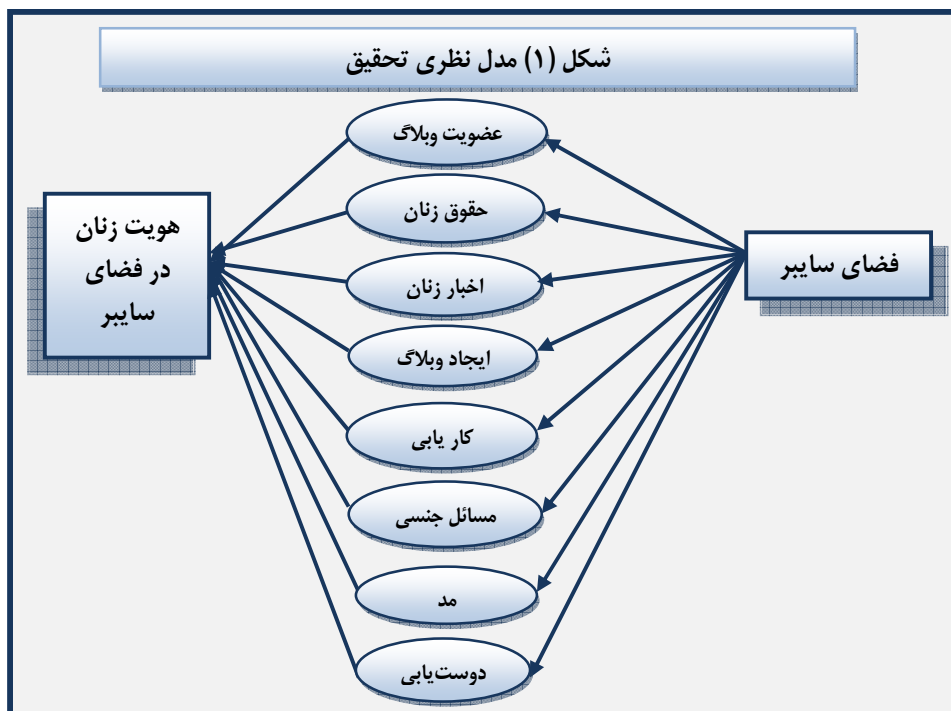 شکل (۱) مدل نظری تحقیق
عضویت وبلاگ
حقوق زنان
اخبار زنان
ایجاد وبلاگ
کار یابی
مسائل جنسی
مد
دوست‌یابی
فضای سایبر
هویت زنان
در فضای
سایبر